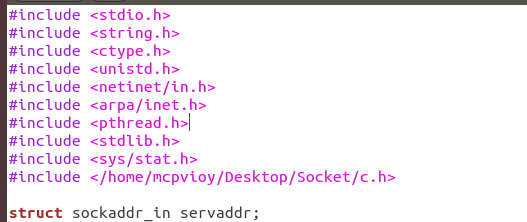 #include <stdio.h>
#include <string.h>
#include <ctype.h>
#include <unistd.h>
#include <netinet/in.h>
#include <arpa/inet.h>
#include <pthread.h>
#include <stdlib.h>
#include <sys/stat.h>
#include </home/mcpvioy/Desktop/Socket/c.h>
struct sockaddr_in servaddr;